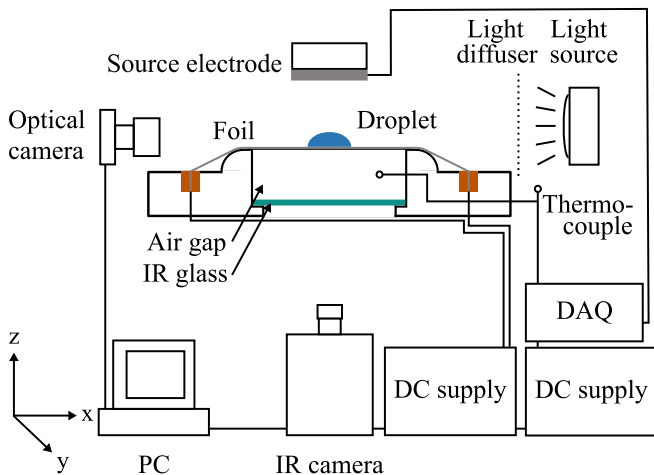 Light
diffuser
Light
source
Source electrode
Optical
camera
Foil
Droplet
Thermo-
couple
Air gap
IR glass
DAQ
DC supply
DC supply
z
x
y
PC
IR camera